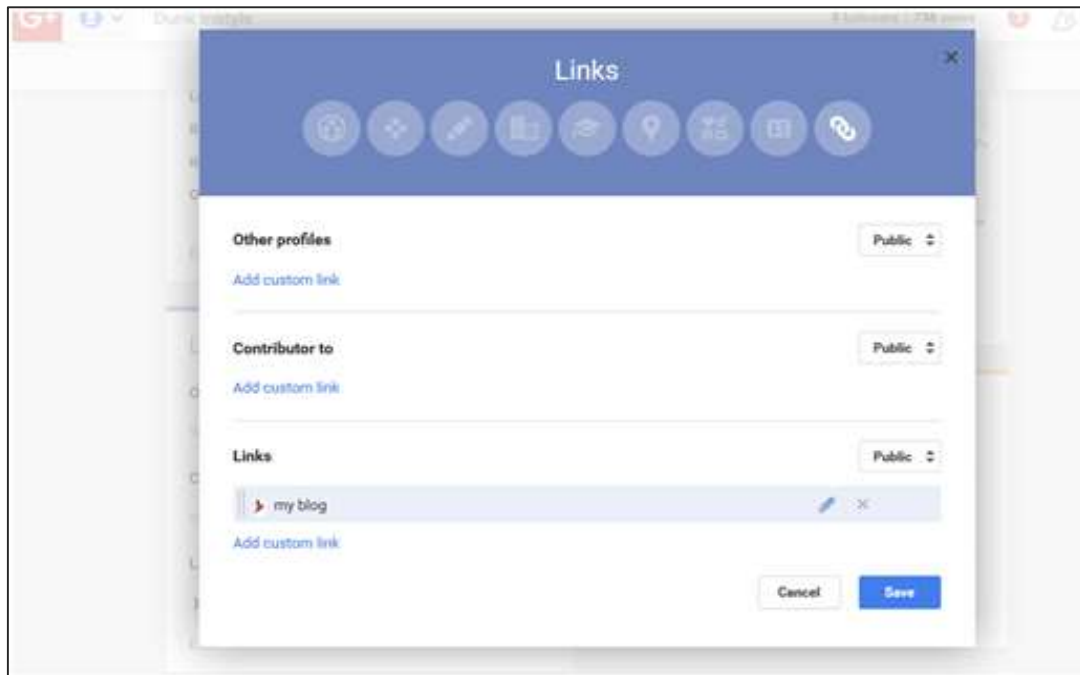 G+
Links
Other profiles
Public
Add custom link
Contributor to
Public
Add custom link
Links
Public
my blog
Add custom link
Cancel
Save